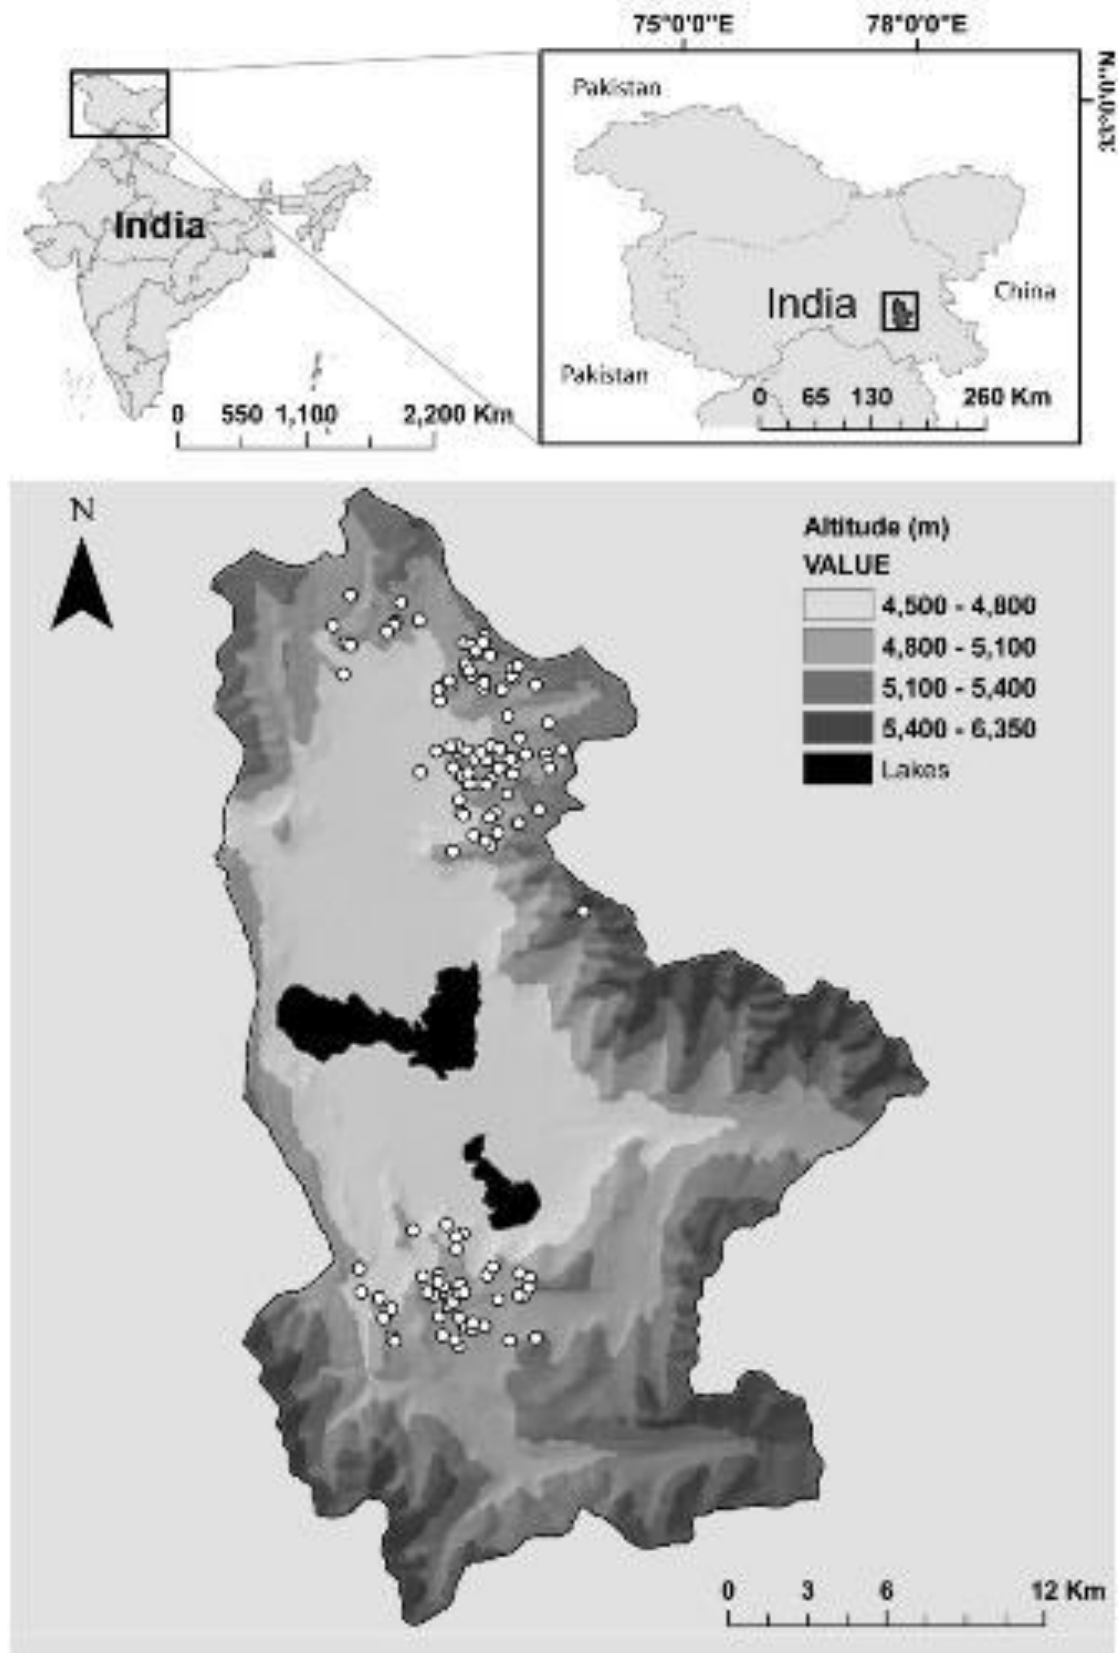 75°0'0"E 78°0'0"E
33°0'0"N
Pakistan
India
India
China
Pakistan
0 550 1,100 2,200 Km
0 65 130 260 Km
N
Altitude (m)
VALUE
4,500 - 4,800
4,800 - 5,100
5,100 - 5,400
5,400 - 6,350
Lakes
0 3 6 12 Km